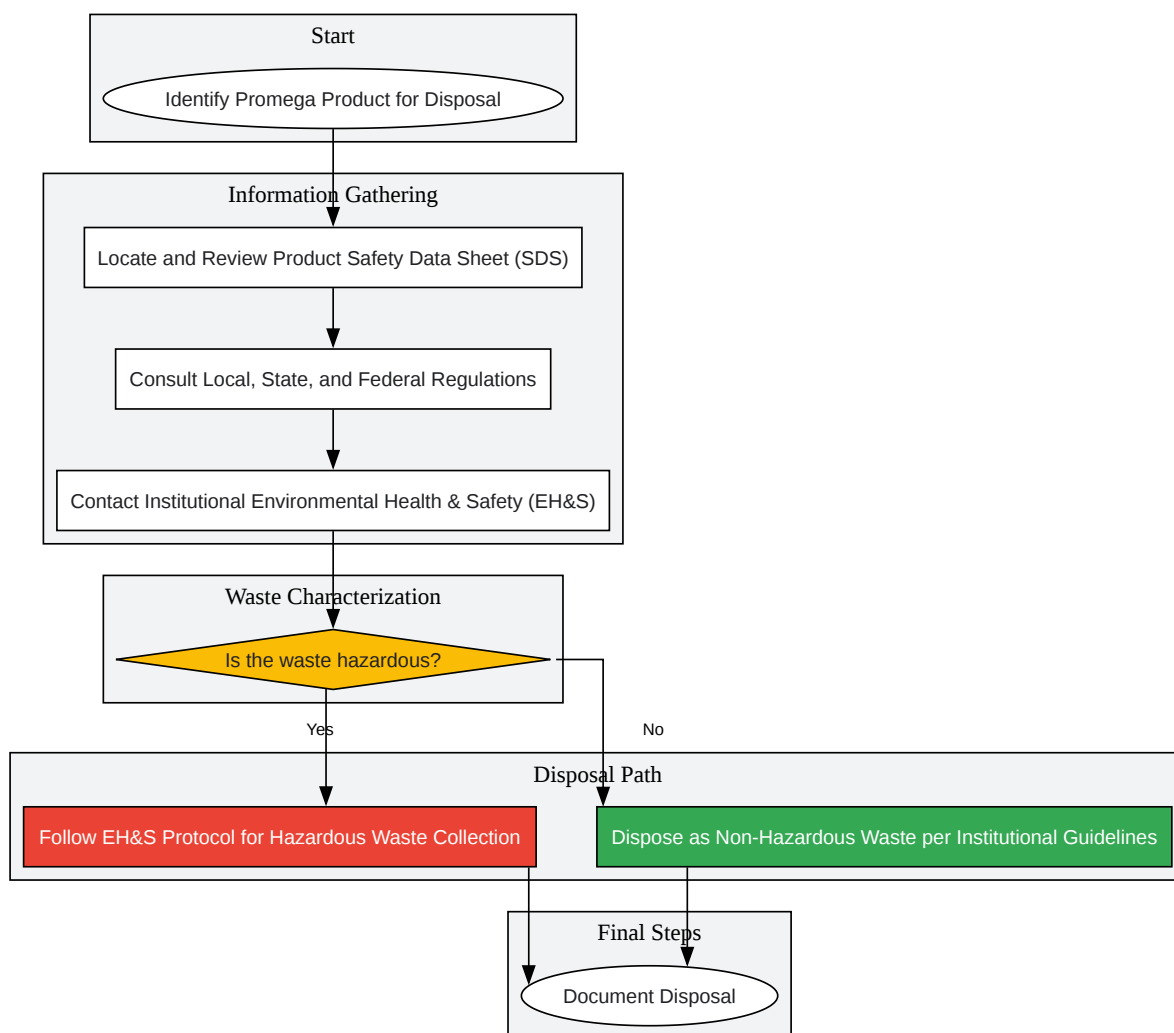 Start
Identify Promega Product for Disposal
Information Gathering
Locate and Review Product Safety Data Sheet (SDS)
Consult Local, State, and Federal Regulations
Contact Institutional Environmental Health & Safety (EH&S)
Waste Characterization
Is the waste hazardous?
Yes
No
Disposal Path
Follow EH&S Protocol for Hazardous Waste Collection
Dispose as Non-Hazardous Waste per Institutional Guidelines
Final Steps
Document Disposal